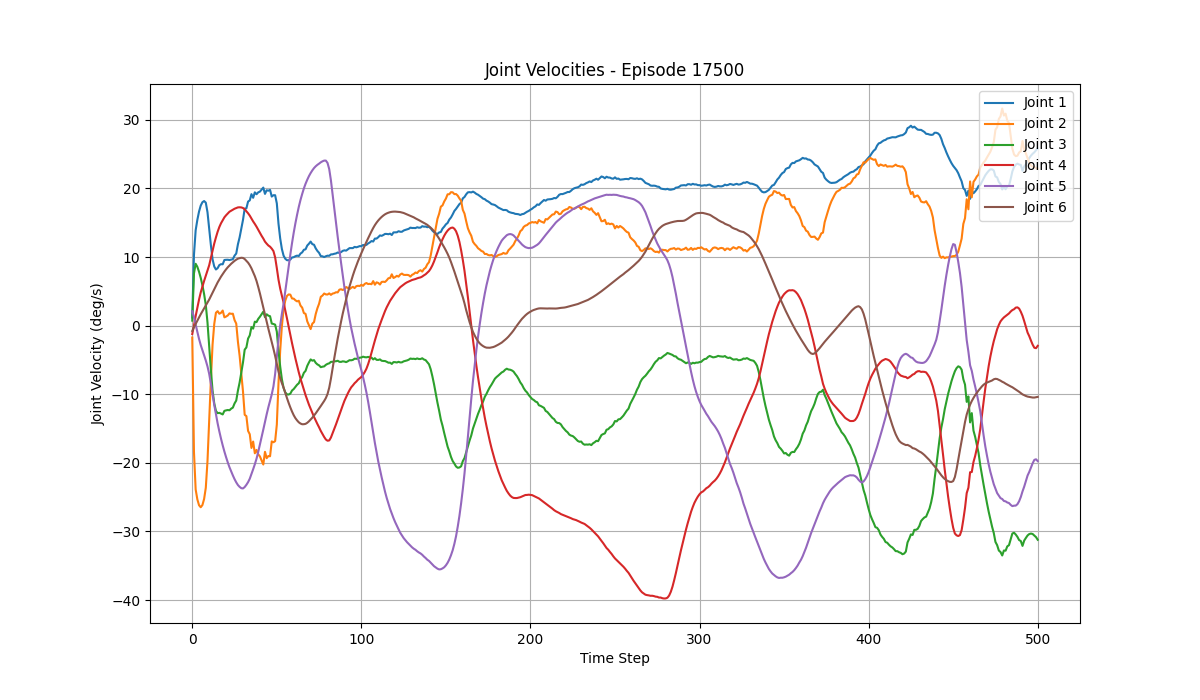 Joint Velocities - Episode 17500
Joint Velocity (deg/s)
30
20
10
0
−10
−20
−30
−40
Joint 1
Joint 2
Joint 3
Joint 4
Joint 5
Joint 6
0 100 200 300 400 500
Time Step